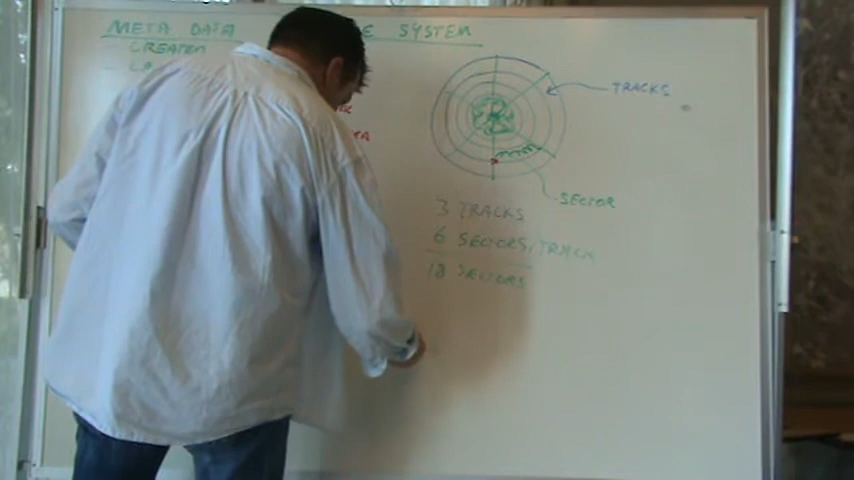 META DATA
E SYSTEM
CREATED
TRACKS
SECTOR
3 TRACKS
6 SECTORS/TRACK
18 SECTORS